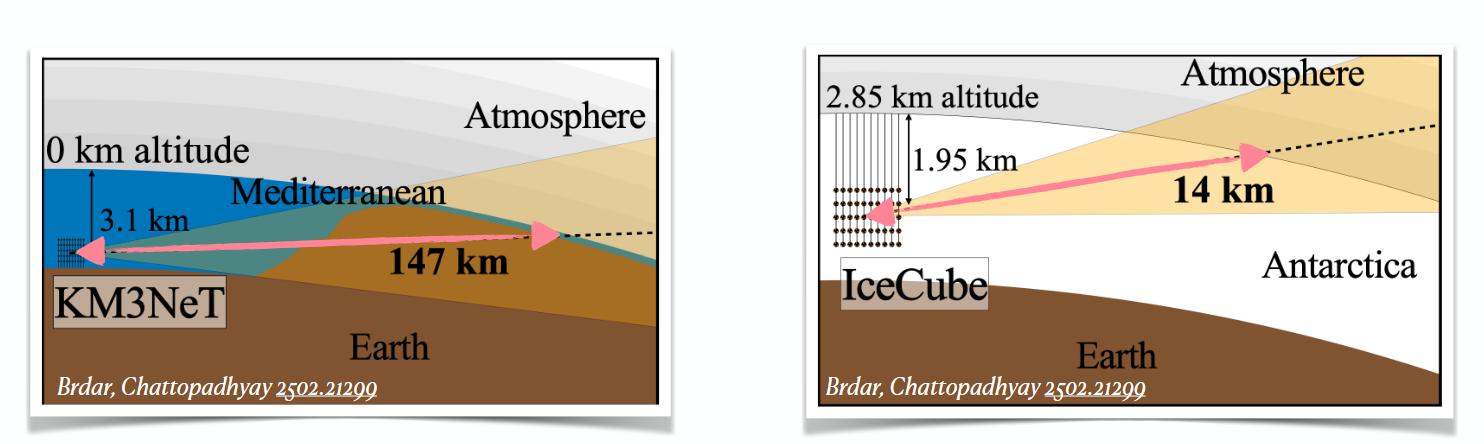 Atmosphere
0 km altitude
Mediterranean
3.1 km
147 km
KM3NeT
Earth
Brdar, Chattopadhyay 2502.21299
Atmosphere
2.85 km altitude
1.95 km
14 km
Antarctica
IceCube
Earth
Brdar, Chattopadhyay 2502.21299